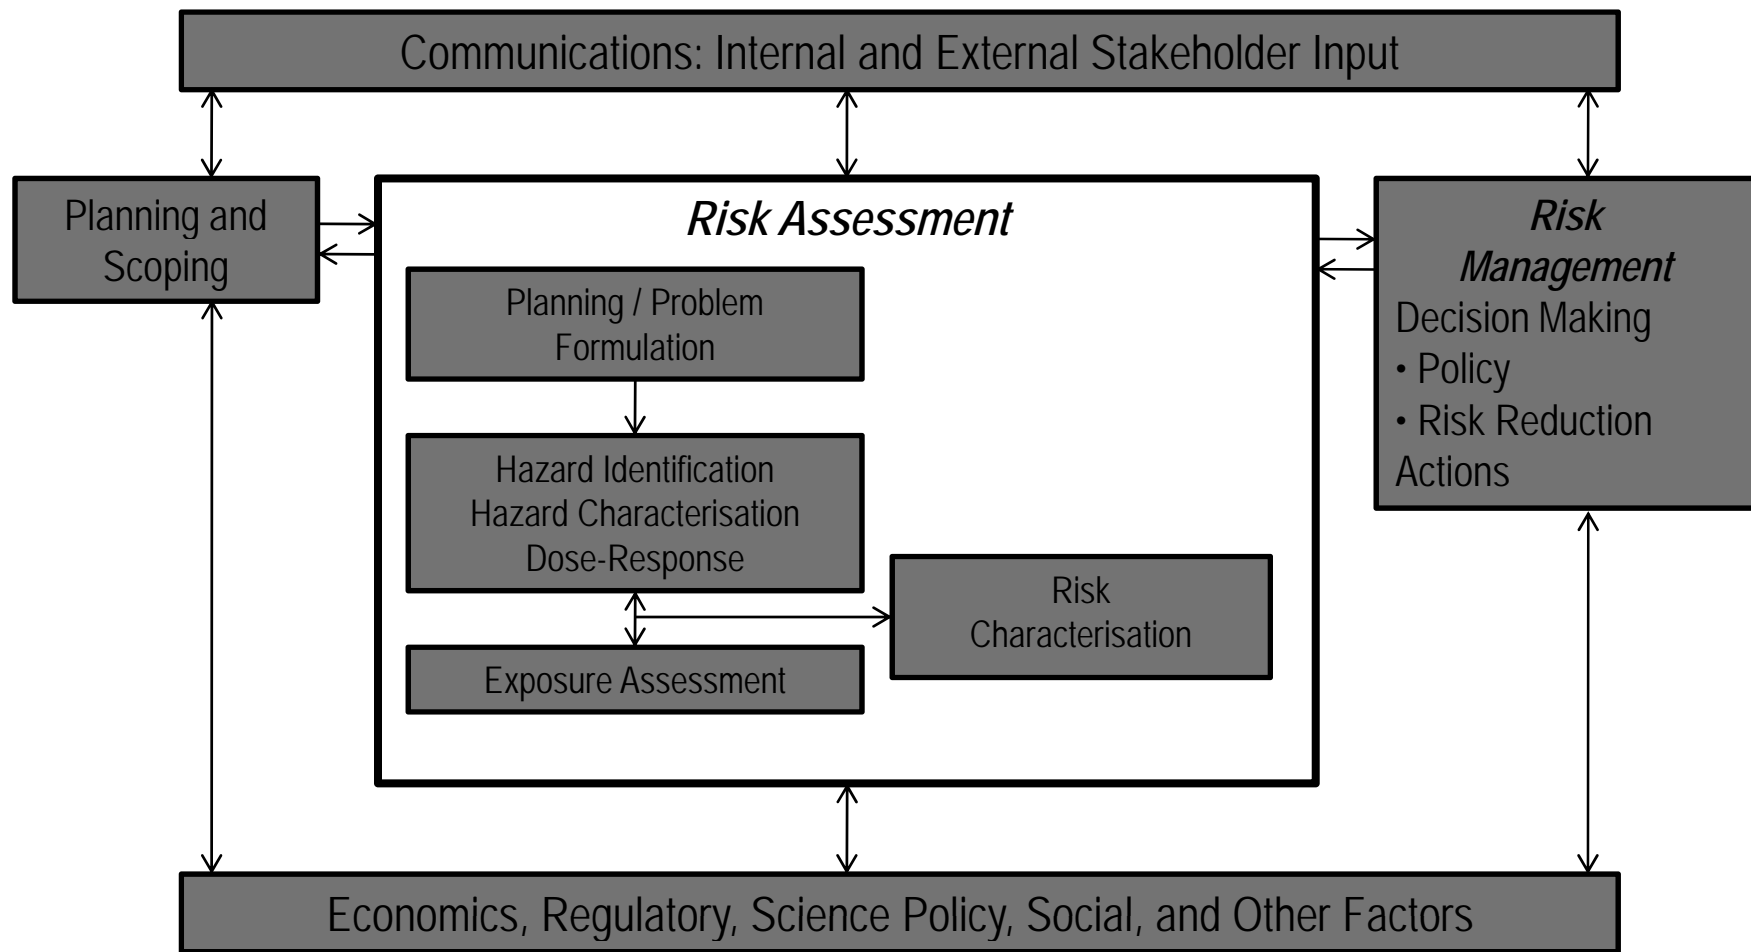 Communications: Internal and External Stakeholder Input
Planning and
Scoping
Risk Assessment
Planning / Problem
Formulation
Hazard Identification
Hazard Characterisation
Dose-Response
Exposure Assessment
Risk
Characterisation
Risk
Management
Decision Making
• Policy
• Risk Reduction
Actions
Economics, Regulatory, Science Policy, Social, and Other Factors